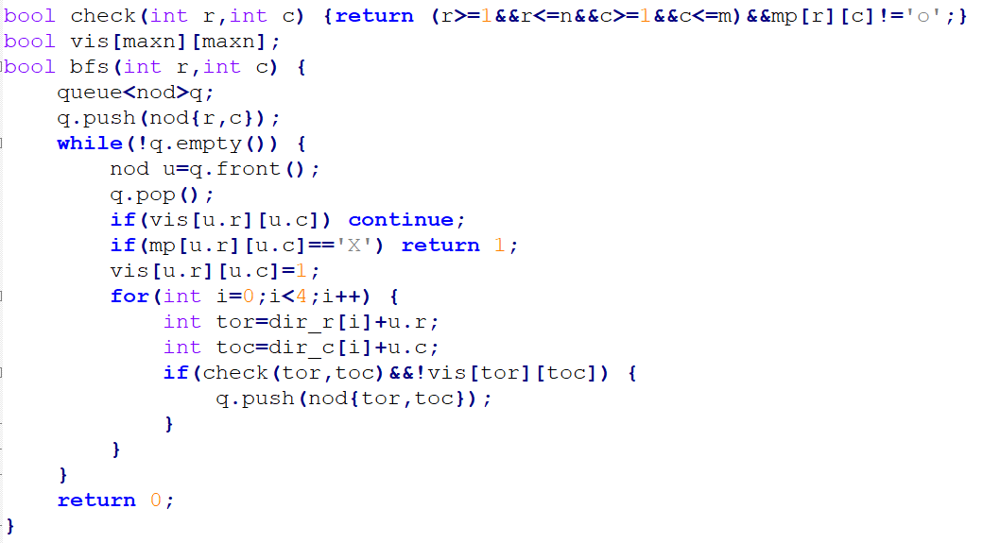 bool check(int r,int c) {return (r>=1&&r<=n&&c>=1&&c<=m)&&mp[r][c]!='o';}
bool vis[maxn][maxn];
bool bfs(int r,int c) {
    queue<nod>q;
    q.push(nod{r,c});
    while(!q.empty()) {
        nod u=q.front();
        q.pop();
        if(vis[u.r][u.c]) continue;
        if(mp[u.r][u.c]=='X') return 1;
        vis[u.r][u.c]=1;
        for(int i=0;i<4;i++) {
            int tor=dir_r[i]+u.r;
            int toc=dir_c[i]+u.c;
            if(check(tor,toc)&&!vis[tor][toc]) {
                q.push(nod{tor,toc});
            }
        }
    }
    return 0;
}